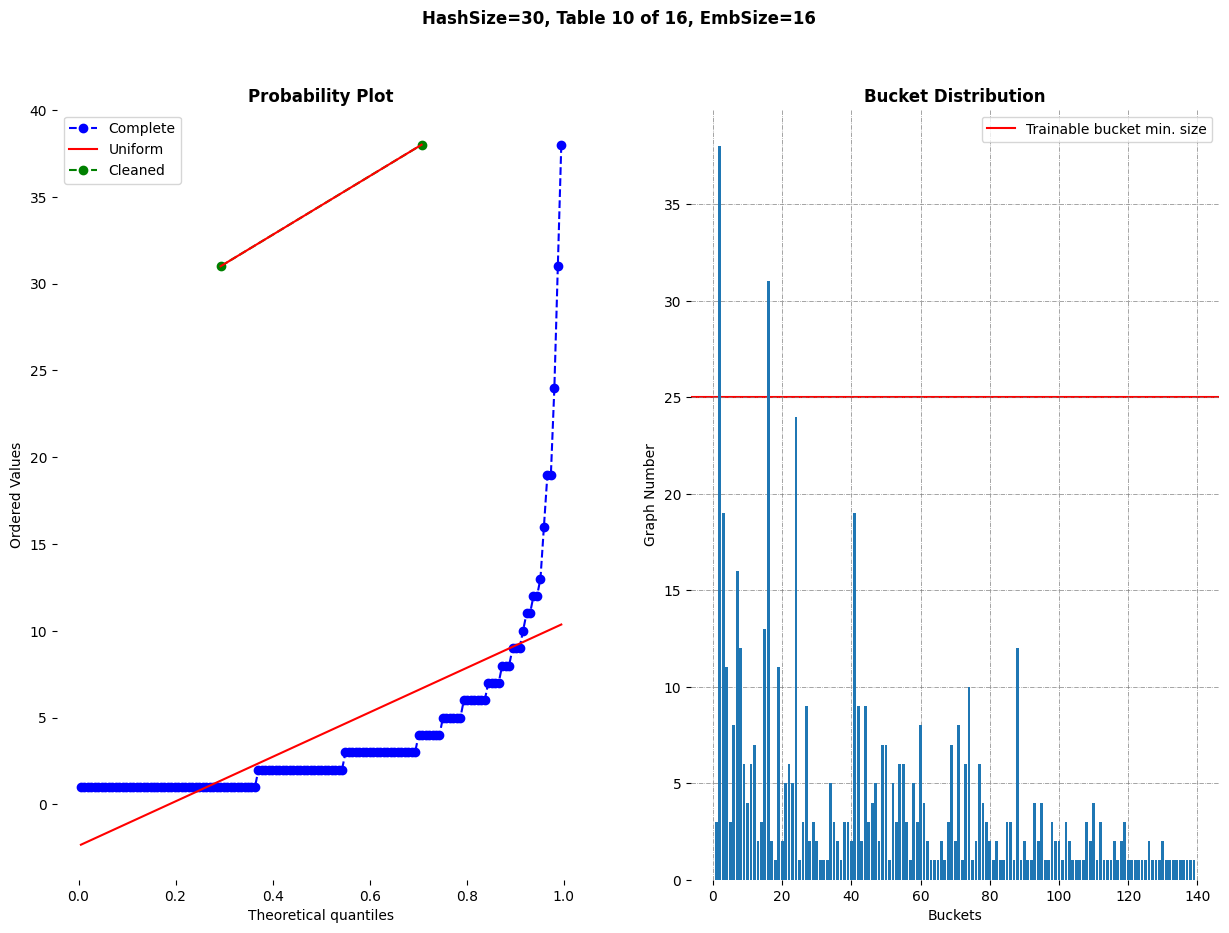 HashSize=30, Table 10 of 16, EmbSize=16
Probability Plot
Complete
Uniform
Cleaned
40
35
30
25
20
15
10
5
0
Ordered Values
0.0 0.2 0.4 0.6 0.8 1.0
Theoretical quantiles
Bucket Distribution
Trainable bucket min. size
35
30
25
20
15
10
5
0
Graph Number
0 20 40 60 80 100 120 140
Buckets